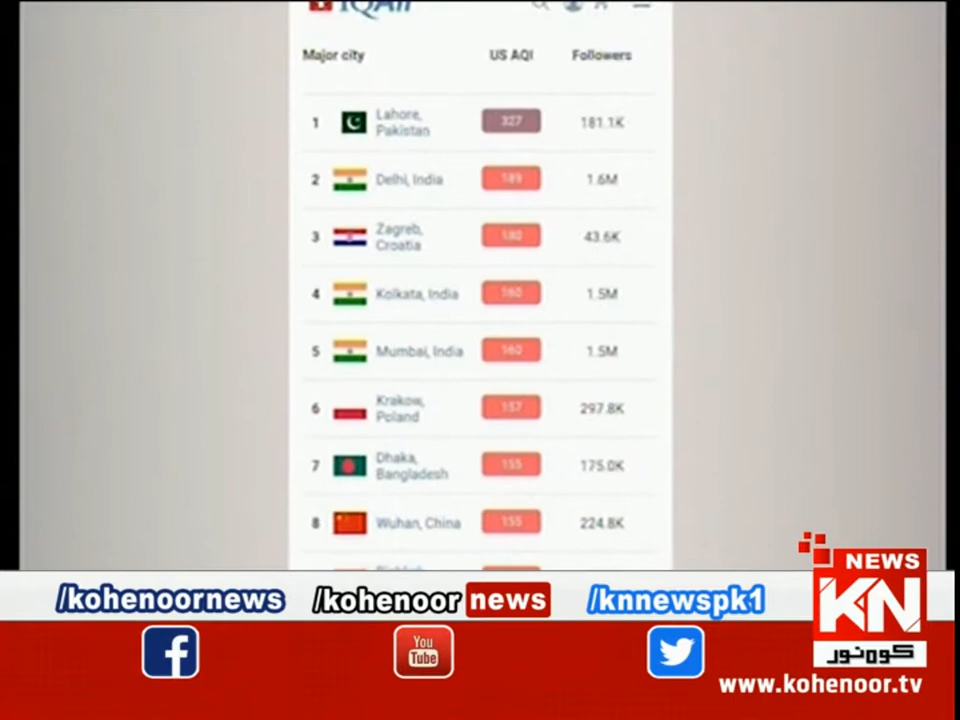 IQAir
Major city US AQI Followers
1 Lahore, Pakistan 327 181.1K
2 Delhi, India 189 1.6M
3 Zagreb, Croatia 180 43.6K
4 Kolkata, India 160 1.5M
5 Mumbai, India 160 1.5M
6 Krakow, Poland 157 297.8K
7 Dhaka, Bangladesh 155 175.0K
8 Wuhan, China 155 224.8K
/kohenoornews /kohenoor news /knnewspk1
NEWS
KN
کوہ نور
You
Tube
www.kohenoor.tv